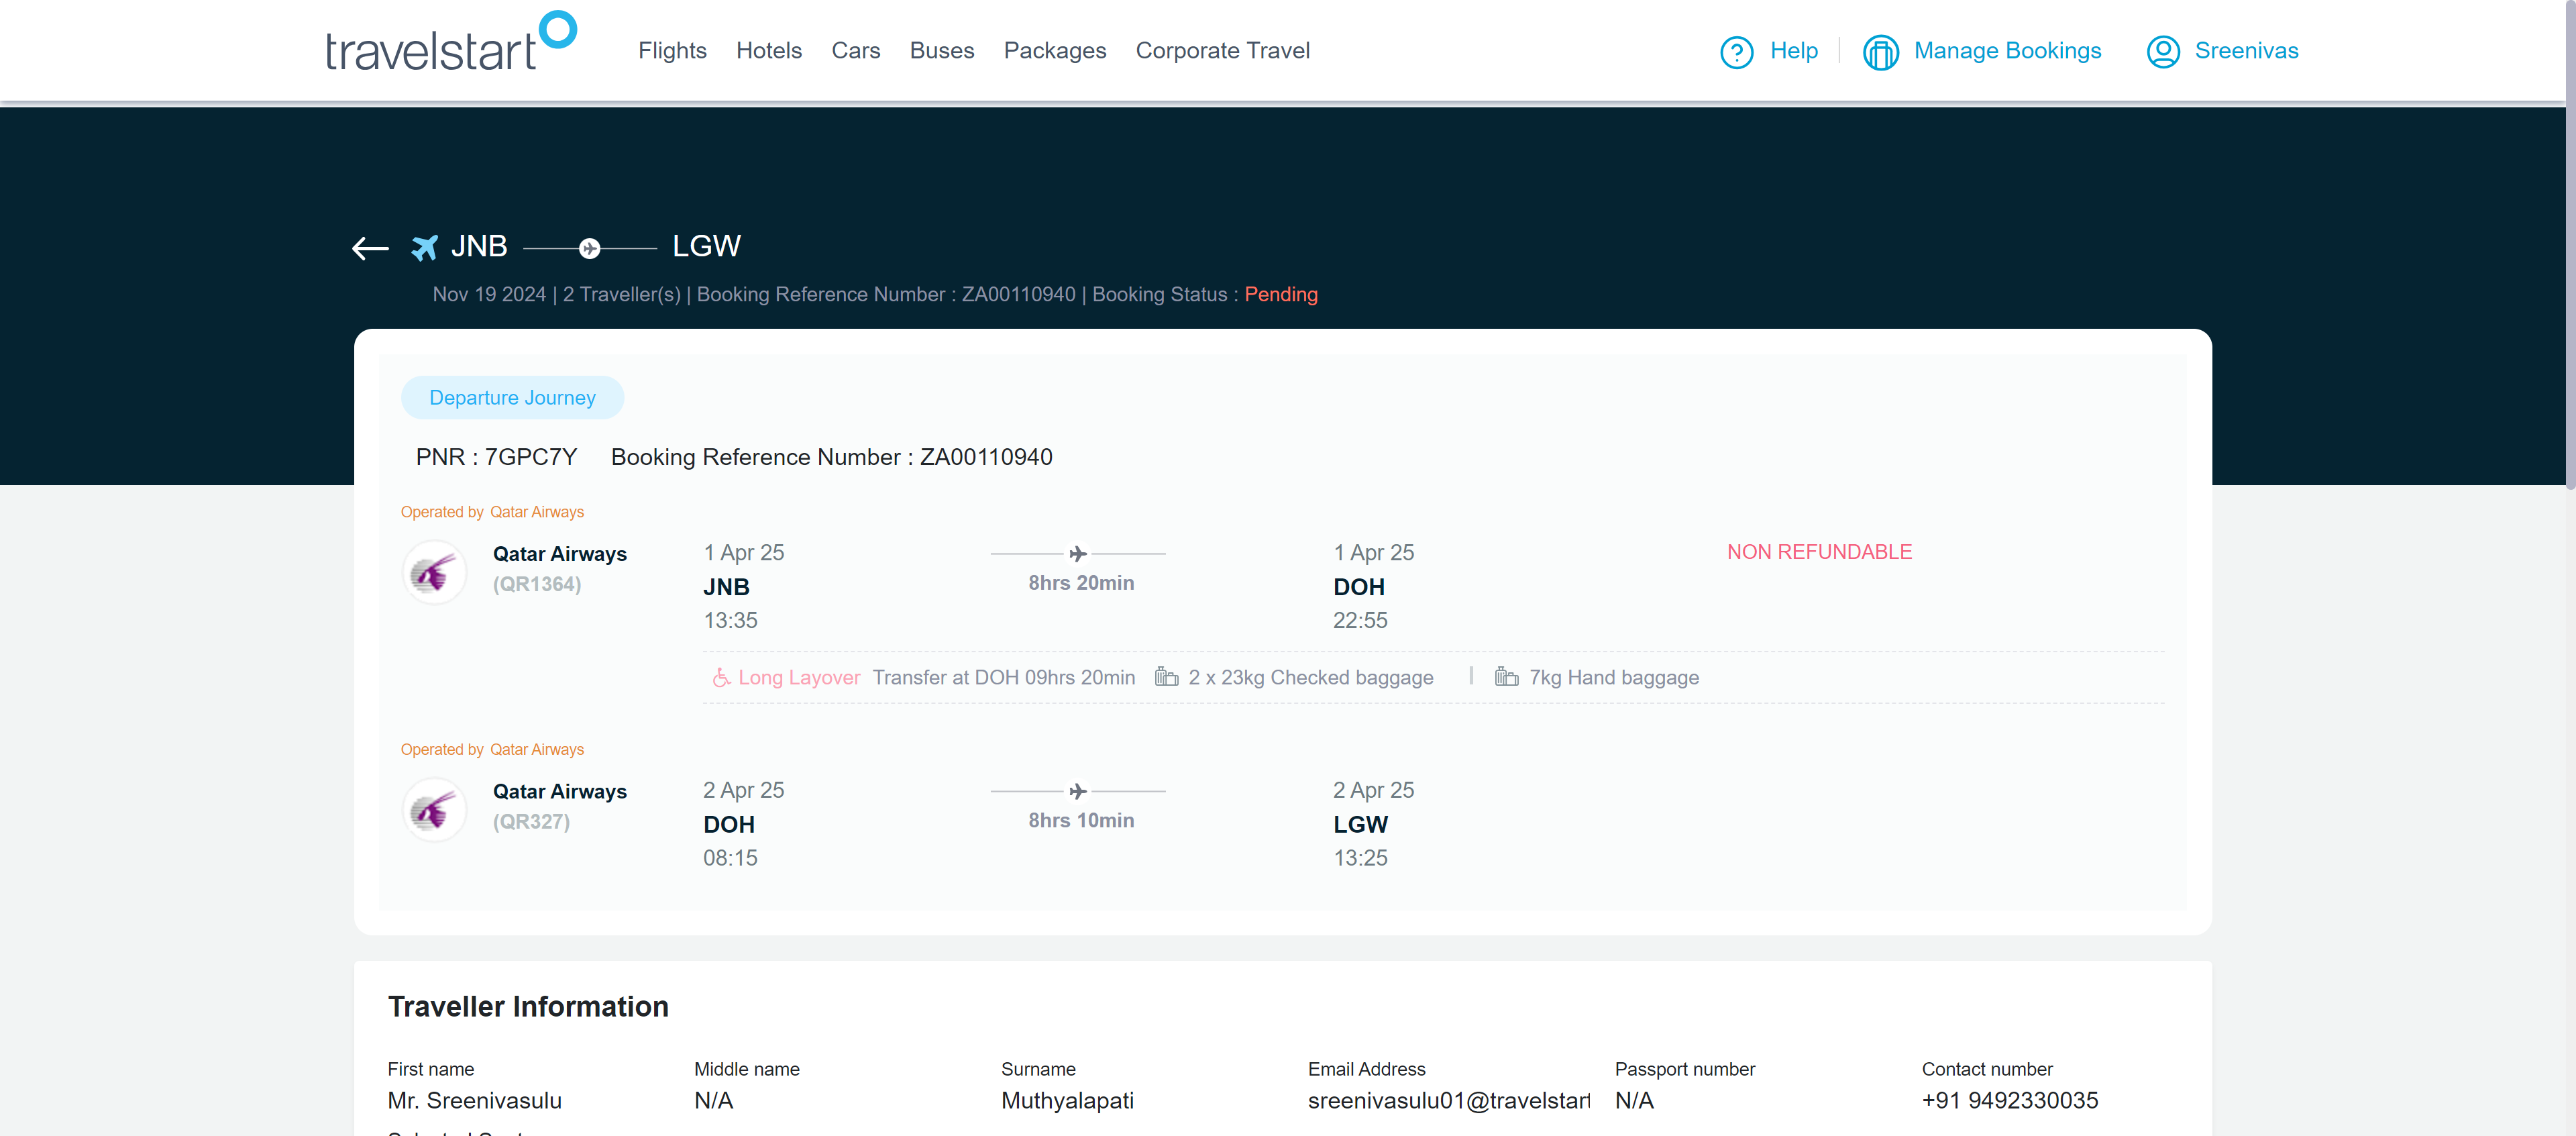 travelstart
Flights Hotels Cars Buses Packages Corporate Travel
? Help Manage Bookings Sreenivas
JNB LGW
Nov 19 2024 | 2 Traveller(s) | Booking Reference Number : ZA00110940 | Booking Status : Pending
Departure Journey
PNR : 7GPC7Y Booking Reference Number : ZA00110940
Operated by Qatar Airways
Qatar Airways 1 Apr 25 1 Apr 25 NON REFUNDABLE
(QR1364) JNB 8hrs 20min DOH
13:35 22:55
Long Layover Transfer at DOH 09hrs 20min 2 x 23kg Checked baggage | 7kg Hand baggage
Operated by Qatar Airways
Qatar Airways 2 Apr 25 2 Apr 25
(QR327) DOH 8hrs 10min LGW
08:15 13:25
Traveller Information
First name Middle name Surname Email Address Passport number Contact number
Mr. Sreenivasulu N/A Muthyalapati sreenivasulu01@travelstart N/A +91 9492330035